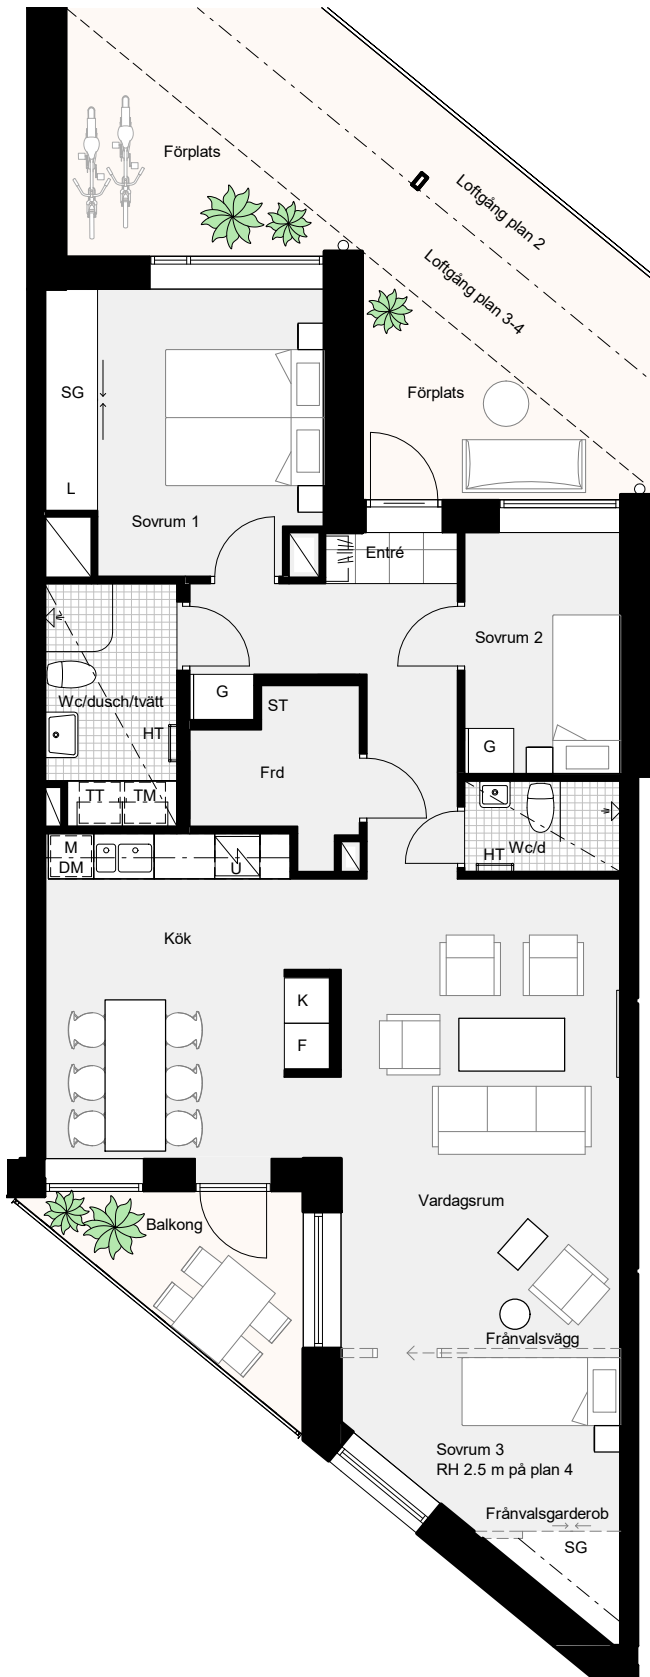 Förplats
Loftgång plan 2
Loftgång plan 3-4
Förplats
SG
L
Sovrum 1
Entré
Sovrum 2
G
ST
Wc/dusch/tvätt
HT
Frd
G
TT
TM
M
DM
U
HT
Wc/d
Kök
K
F
Vardagsrum
Balkong
Frånvalsvägg
Sovrum 3
RH 2.5 m på plan 4
Frånvalsgarderob
SG